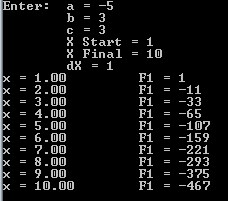 Enter: a = -5
b = 3
c = 3
X Start = 1
X Final = 10
dX = 1
x = 1.00 F1 = 1
x = 2.00 F1 = -11
x = 3.00 F1 = -33
x = 4.00 F1 = -65
x = 5.00 F1 = -107
x = 6.00 F1 = -159
x = 7.00 F1 = -221
x = 8.00 F1 = -293
x = 9.00 F1 = -375
x = 10.00 F1 = -467